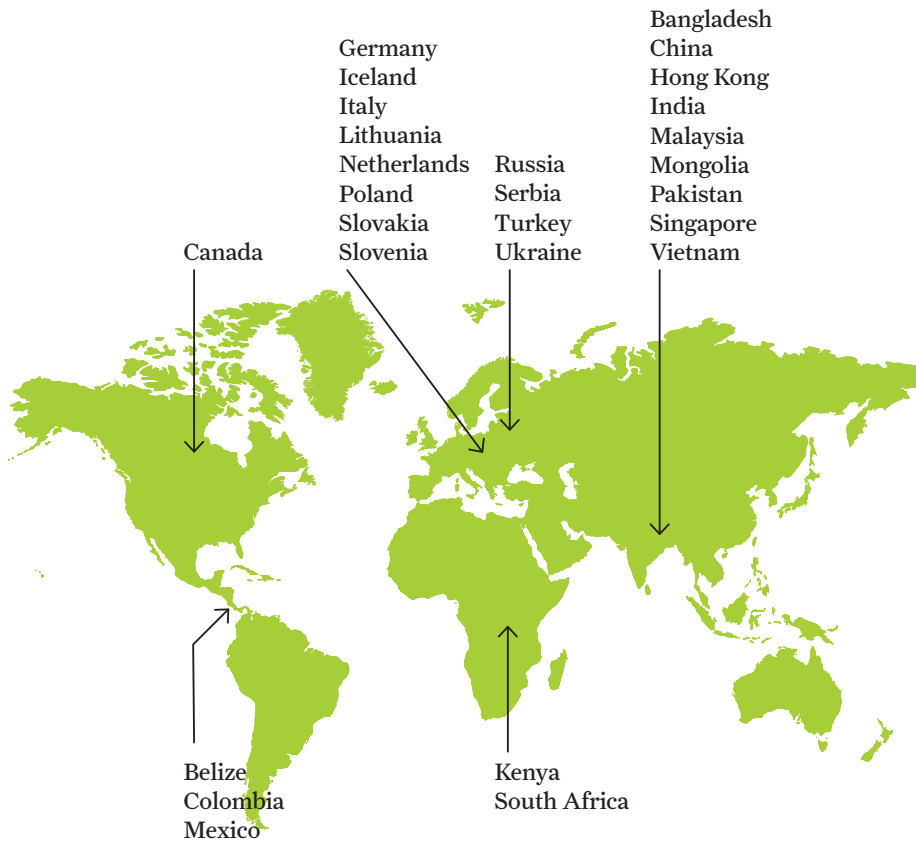 Canada
Germany
Iceland
Italy
Lithuania
Netherlands
Poland
Slovakia
Slovenia
Russia
Serbia
Turkey
Ukraine
Bangladesh
China
Hong Kong
India
Malaysia
Mongolia
Pakistan
Singapore
Vietnam
Belize
Colombia
Mexico
Kenya
South Africa